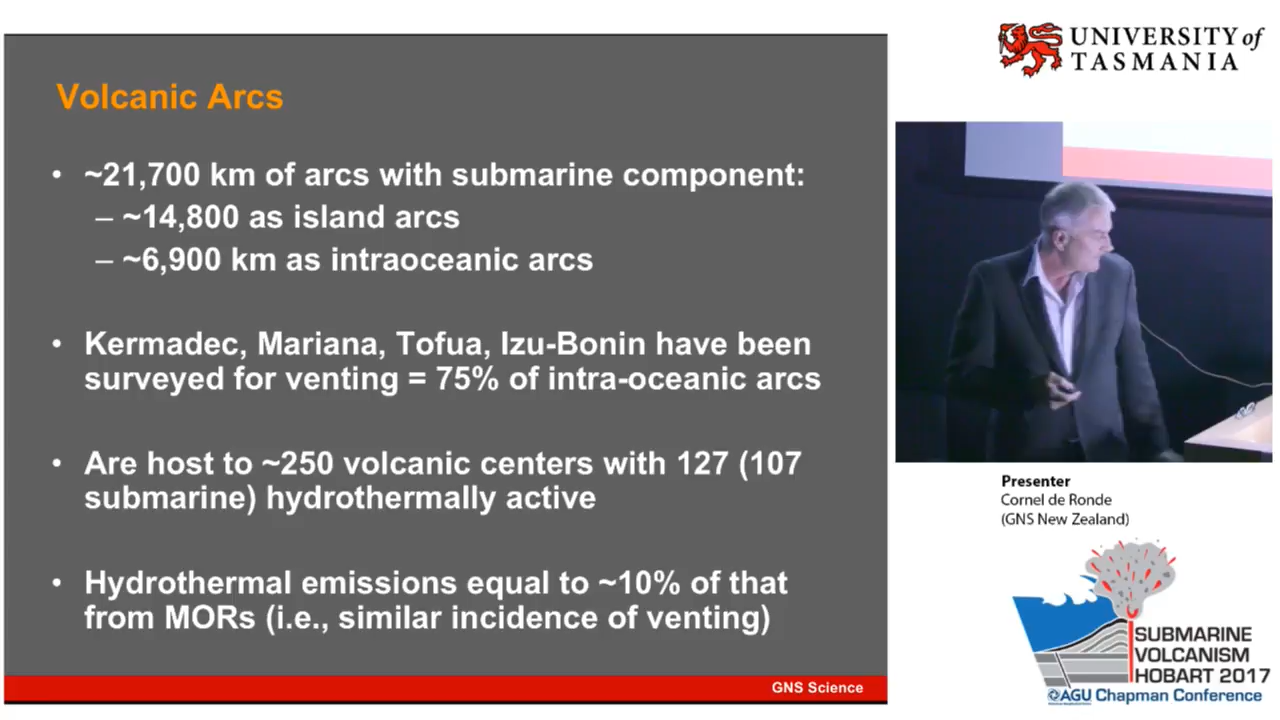 Volcanic Arcs
• ~21,700 km of arcs with submarine component:
– ~14,800 as island arcs
– ~6,900 km as intraoceanic arcs
• Kermadec, Mariana, Tofua, Izu-Bonin have been
surveyed for venting = 75% of intra-oceanic arcs
• Are host to ~250 volcanic centers with 127 (107
submarine) hydrothermally active
• Hydrothermal emissions equal to ~10% of that
from MORs (i.e., similar incidence of venting)
GNS Science
UNIVERSITY of
TASMANIA
Presenter
Cornel de Ronde
(GNS New Zealand)
SUBMARINE
VOLCANISM
HOBART 2017
AGU Chapman Conference